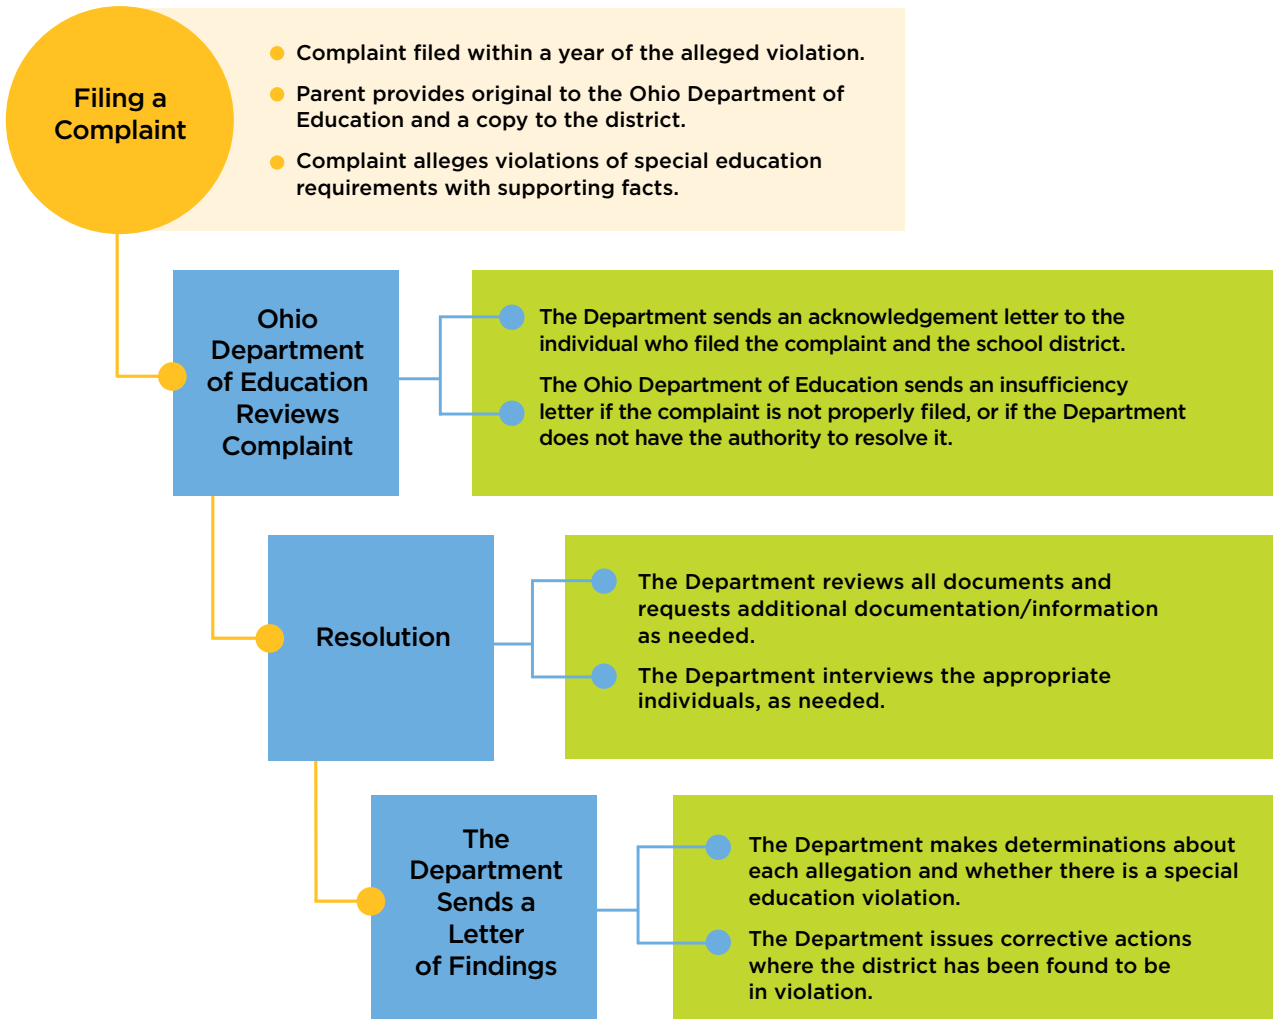 Filing a
Complaint
Complaint filed within a year of the alleged violation.
Parent provides original to the Ohio Department of
Education and a copy to the district.
Complaint alleges violations of special education
requirements with supporting facts.
Ohio
Department
of Education
Reviews
Complaint
The Department sends an acknowledgement letter to the
individual who filed the complaint and the school district.
The Ohio Department of Education sends an insufficiency
letter if the complaint is not properly filed, or if the Department
does not have the authority to resolve it.
Resolution
The Department reviews all documents and
requests additional documentation/information
as needed.
The Department interviews the appropriate
individuals, as needed.
The
Department
Sends a
Letter
of Findings
The Department makes determinations about
each allegation and whether there is a special
education violation.
The Department issues corrective actions
where the district has been found to be
in violation.